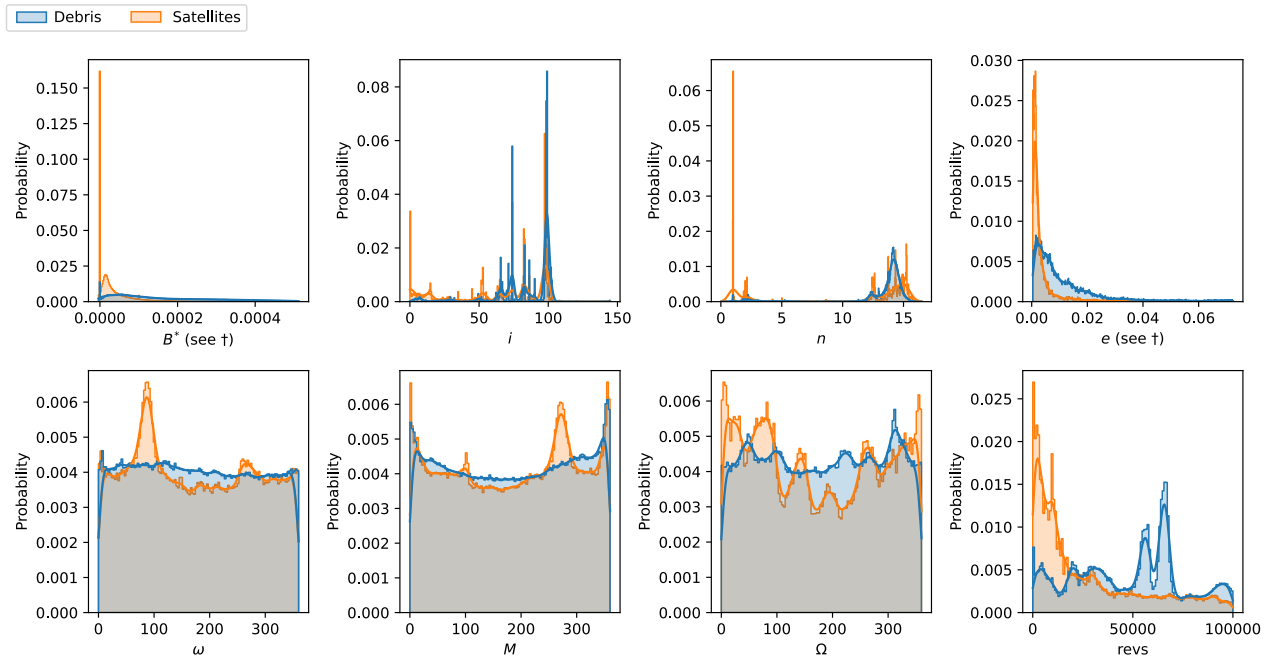 Debris Satellites
Probability
0.150
0.125
0.100
0.075
0.050
0.025
0.000
0.0000 0.0002 0.0004
B* (see †)
Probability
0.08
0.06
0.04
0.02
0.00
0 50 100 150
i
Probability
0.06
0.05
0.04
0.03
0.02
0.01
0.00
0 5 10 15
n
Probability
0.030
0.025
0.020
0.015
0.010
0.005
0.000
0.00 0.02 0.04 0.06
e (see †)
Probability
0.006
0.005
0.004
0.003
0.002
0.001
0.000
0 100 200 300
ω
Probability
0.006
0.005
0.004
0.003
0.002
0.001
0.000
0 100 200 300
M
Probability
0.006
0.005
0.004
0.003
0.002
0.001
0.000
0 100 200 300
Ω
Probability
0.025
0.020
0.015
0.010
0.005
0.000
0 50000 100000
revs